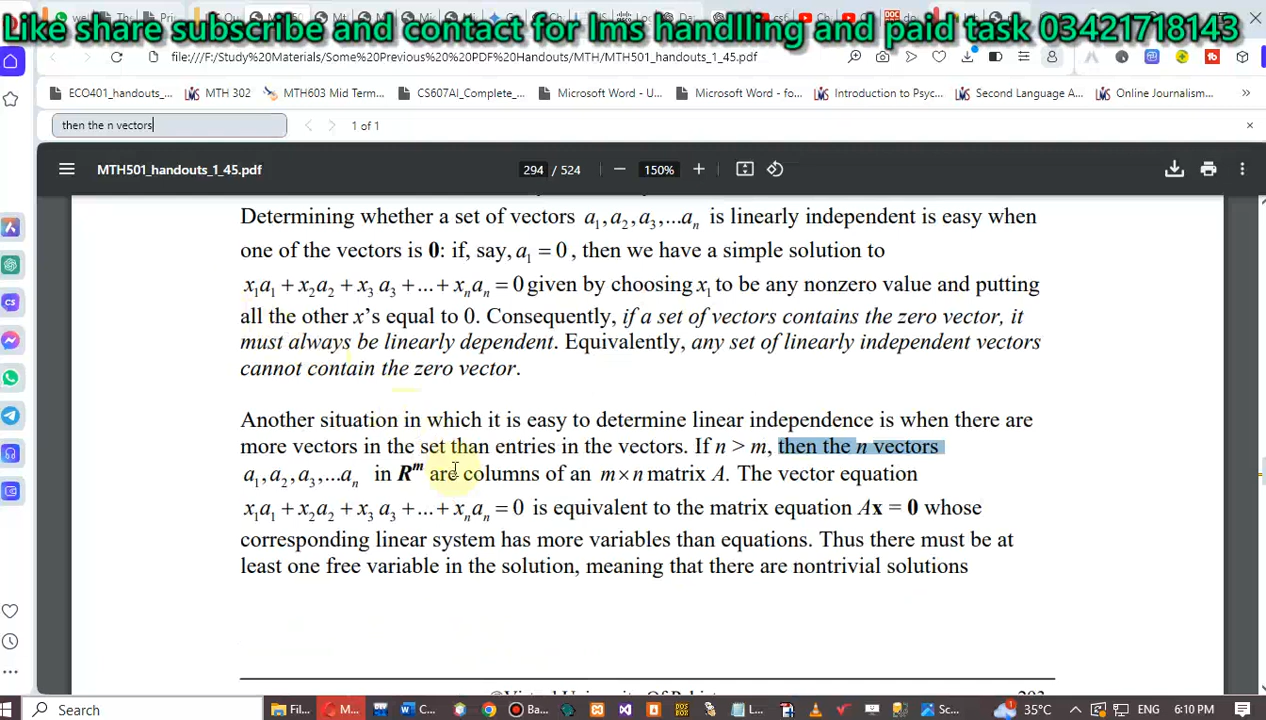 Like share subscribe and contact for lms handlling and paid task 03421718143
file:///F:/Study%20Materials/Some%20Previous%20%20PDF%20Handouts/MTH/MTH501_handouts_1_45.pdf
ECO401_handouts_... MTH 302 MTH603 Mid Term... CS607AI_Complete_... Microsoft Word - U... Microsoft Word - fo... Introduction to Psyc... Second Language A... Online Journalism...
then the n vectors 1 of 1
MTH501_handouts_1_45.pdf 294 / 524 150%
Determining whether a set of vectors a₁,a₂,a₃,...aₙ is linearly independent is easy when
one of the vectors is 0: if, say, a₁ = 0, then we have a simple solution to
x₁a₁ + x₂a₂ + x₃ a₃ +...+ xₙaₙ = 0 given by choosing x₁ to be any nonzero value and putting
all the other x's equal to 0. Consequently, if a set of vectors contains the zero vector, it
must always be linearly dependent. Equivalently, any set of linearly independent vectors
cannot contain the zero vector.
Another situation in which it is easy to determine linear independence is when there are
more vectors in the set than entries in the vectors. If n > m, then the n vectors
a₁,a₂,a₃,...aₙ in Rᵐ are columns of an m×n matrix A. The vector equation
x₁a₁ + x₂a₂ + x₃ a₃ +...+ xₙaₙ = 0 is equivalent to the matrix equation Ax = 0 whose
corresponding linear system has more variables than equations. Thus there must be at
least one free variable in the solution, meaning that there are nontrivial solutions
Search Fil... M... C... Ba... L... Sc... 35°C ENG 6:10 PM